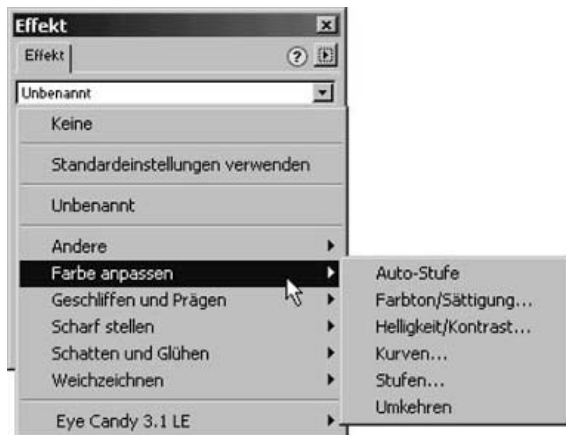 Effekt
Effekt
Unbenannt
Keine
Standardeinstellungen verwenden
Unbenannt
Andere
Farbe anpassen
Geschliffen und Prägen
Scharf stellen
Schatten und Glühen
Weichzeichnen
Eye Candy 3.1 LE
Auto-Stufe
Farbton/Sättigung...
Helligkeit/Kontrast...
Kurven...
Stufen...
Umkehren